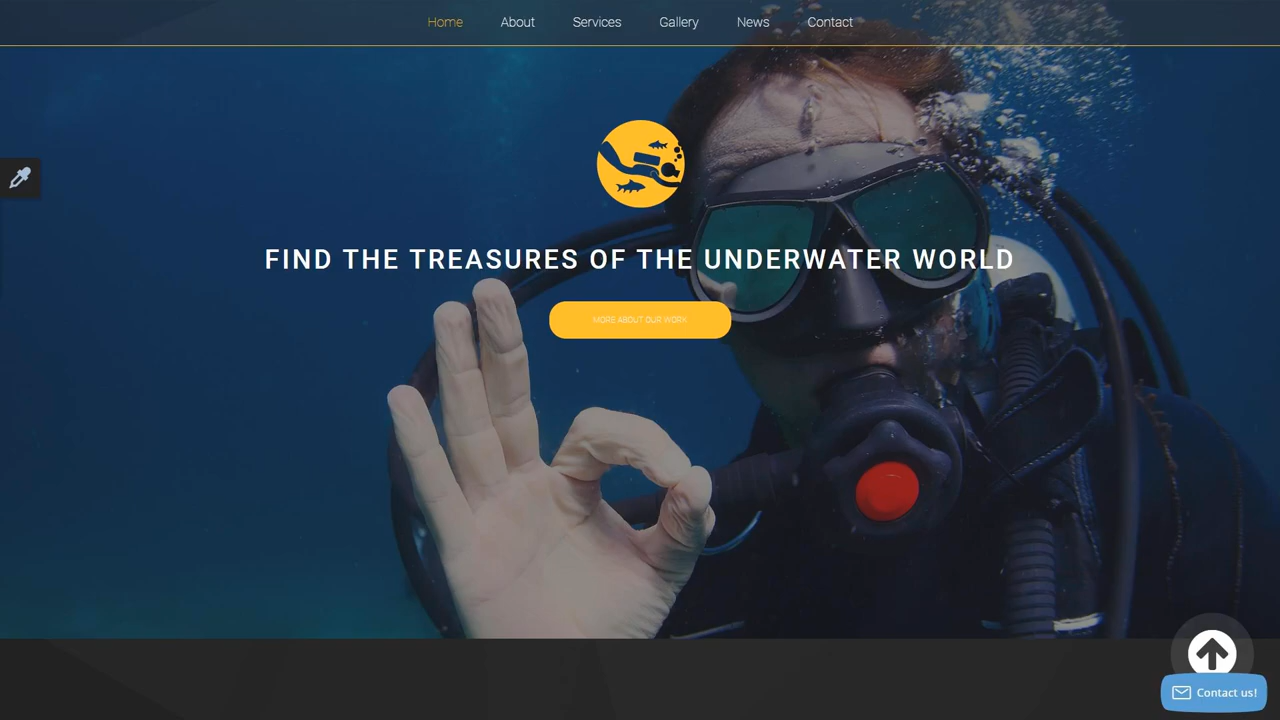 Home About Services Gallery News Contact
FIND THE TREASURES OF THE UNDERWATER WORLD
MORE ABOUT OUR WORK
Contact us!